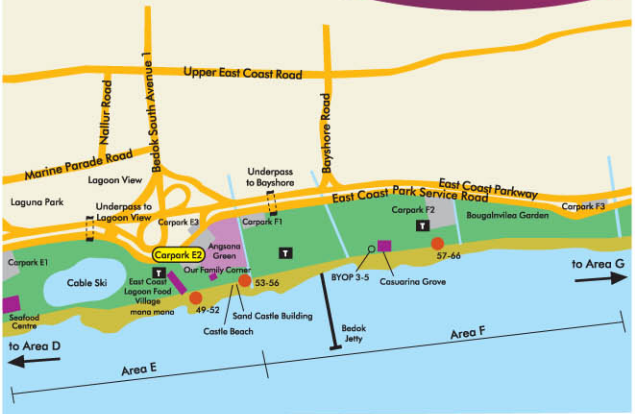 Upper East Coast Road
Nallur Road
Bedok South Avenue 1
Bayshore Road
Marine Parade Road
Lagoon View
Laguna Park
Underpass to
Lagoon View
Underpass
to Bayshore
East Coast Parkway
East Coast Park Service Road
Carpark E3
Carpark F1
Carpark F2
Carpark F3
Bougalnvilea Garden
Carpark E2
Angsana
Green
Carpark E1
T
T
T
Cable Ski
East Coast
Lagoon Food
Village
mana mana
Our Family Corner
53-56
57-66
BYOP 3-5
Casuarina Grove
to Area G
49-52
Sand Castle Building
Castle Beach
Seafood
Centre
Bedok
Jetty
to Area D
Area E
Area F